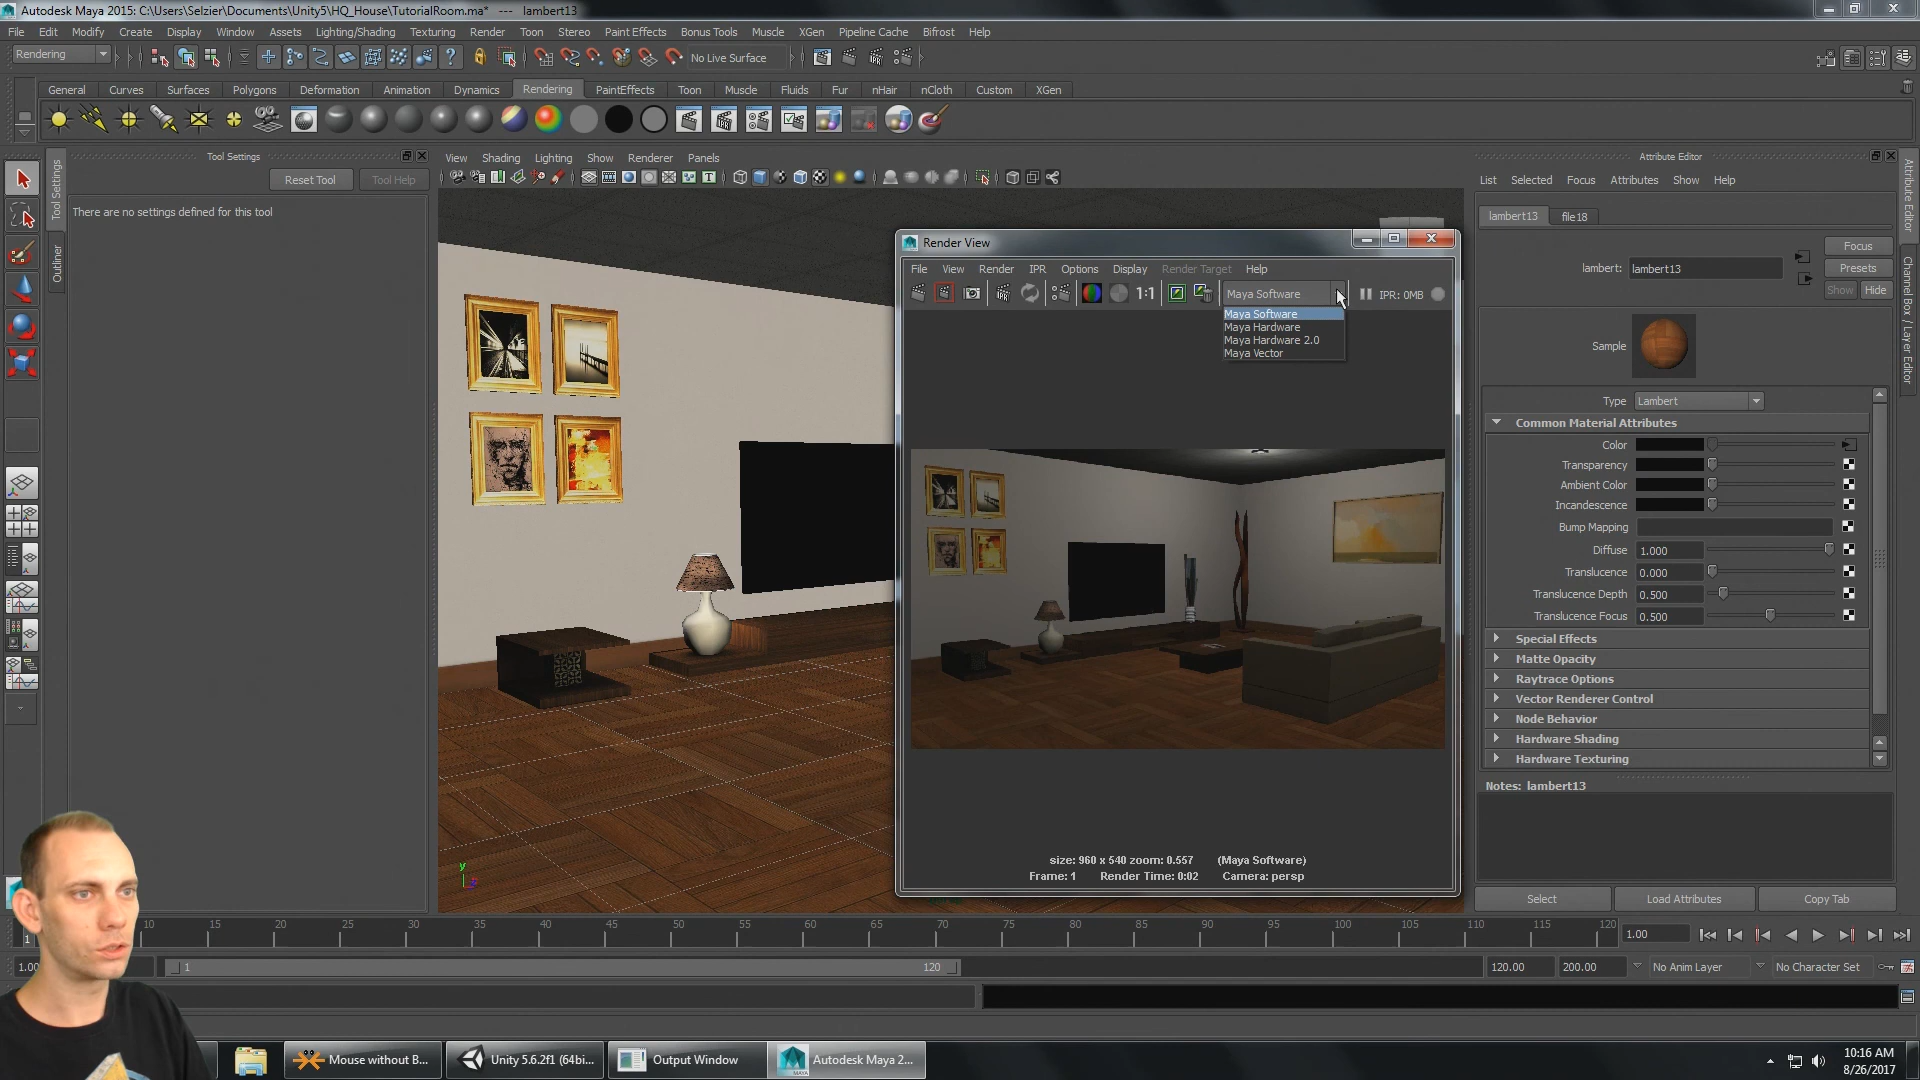 Autodesk Maya 2015: C:\Users\Selzier\Documents\Unity5\HQ_House\TutorialRoom.ma* --- lambert13
File Edit Modify Create Display Window Assets Lighting/Shading Texturing Render Toon Stereo Paint Effects Bonus Tools Muscle XGen Pipeline Cache Bifrost Help
Rendering No Live Surface
General Curves Surfaces Polygons Deformation Animation Dynamics Rendering PaintEffects Toon Muscle Fluids Fur nHair nCloth Custom XGen
Tool Settings
Reset Tool Tool Help
There are no settings defined for this tool
Tool Settings
Outliner
View Shading Lighting Show Renderer Panels
Render View
File View Render IPR Options Display Render Target Help
1:1 Maya Software IPR: 0MB
Maya Software
Maya Hardware
Maya Hardware 2.0
Maya Vector
size: 960 x 540 zoom: 0.557 (Maya Software)
Frame: 1 Render Time: 0:02 Camera: persp
y
Attribute Editor
List Selected Focus Attributes Show Help
lambert13 file18
Focus
lambert: lambert13 Presets
Show Hide
Sample
Type Lambert
Common Material Attributes
Color
Transparency
Ambient Color
Incandescence
Bump Mapping
Diffuse 1.000
Translucence 0.000
Translucence Depth 0.500
Translucence Focus 0.500
Special Effects
Matte Opacity
Raytrace Options
Vector Renderer Control
Node Behavior
Hardware Shading
Hardware Texturing
Notes: lambert13
Select Load Attributes Copy Tab
Attribute Editor
Channel Box / Layer Editor
1 10 15 20 25 30 35 40 45 50 55 60 65 70 75 80 85 90 95 100 105 110 115 120 1.00
1.00 1 120 120.00 200.00 No Anim Layer No Character Set
Mouse without B... Unity 5.6.2f1 (64bi... Output Window Autodesk Maya 2...
10:16 AM
8/26/2017